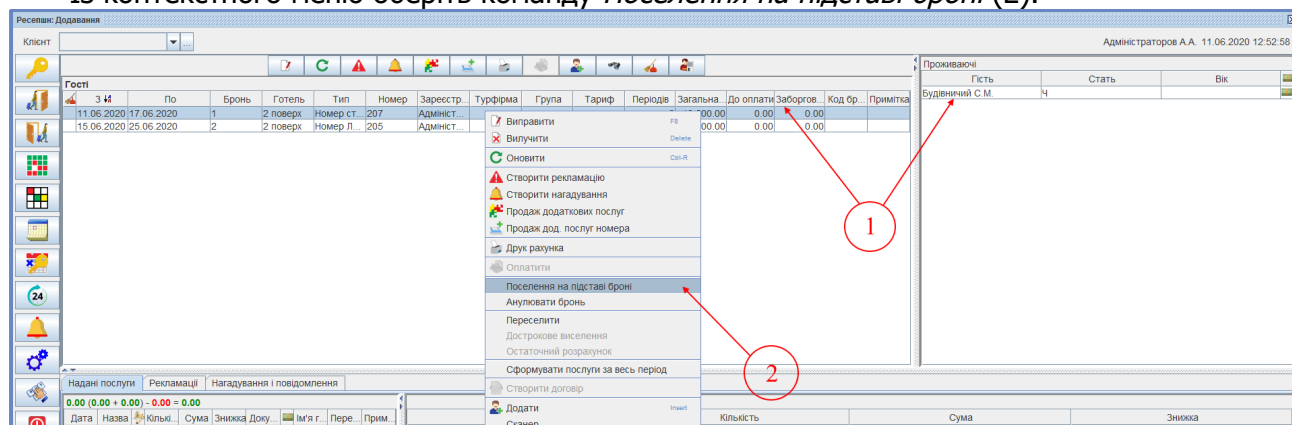 із контекстного меню оберіть команду Поселення на підставі броні (2).
Ресепшн: Додавання
Клієнт
Адміністраторов А.А. 11.06.2020 12:52:58
Гості
З По Бронь Готель Тип Номер Зареєстр... Турфірма Група Тариф Періодів Загальна... До оплати Заборгов... Код бр... Примітка
11.06.2020 17.06.2020 1 2 поверх Номер ст... 207 Адмініст... 00.00 0.00 0.00
15.06.2020 25.06.2020 2 2 поверх Номер Л... 205 Адмініст... 00.00 0.00 0.00
Проживаючі
Гість Стать Вік
Будівничий С.М. Ч
Виправити F8
Вилучити Delete
Оновити Ctrl-R
Створити рекламацію
Створити нагадування
Продаж додаткових послуг
Продаж дод. послуг номера
Друк рахунка
Оплатити
Поселення на підставі броні
Анулювати бронь
Переселити
Дострокове виселення
Остаточний розрахунок
Сформувати послуги за весь період
Створити договір
Додати Insert
Сканер
1
2
24
Надані послуги Рекламації Нагадування і повідомлення
0.00 (0.00 + 0.00) - 0.00 = 0.00
Дата Назва Кількі... Сума Знижка Доку... Ім'я г... Пере... Прим...
Кількість Сума Знижка